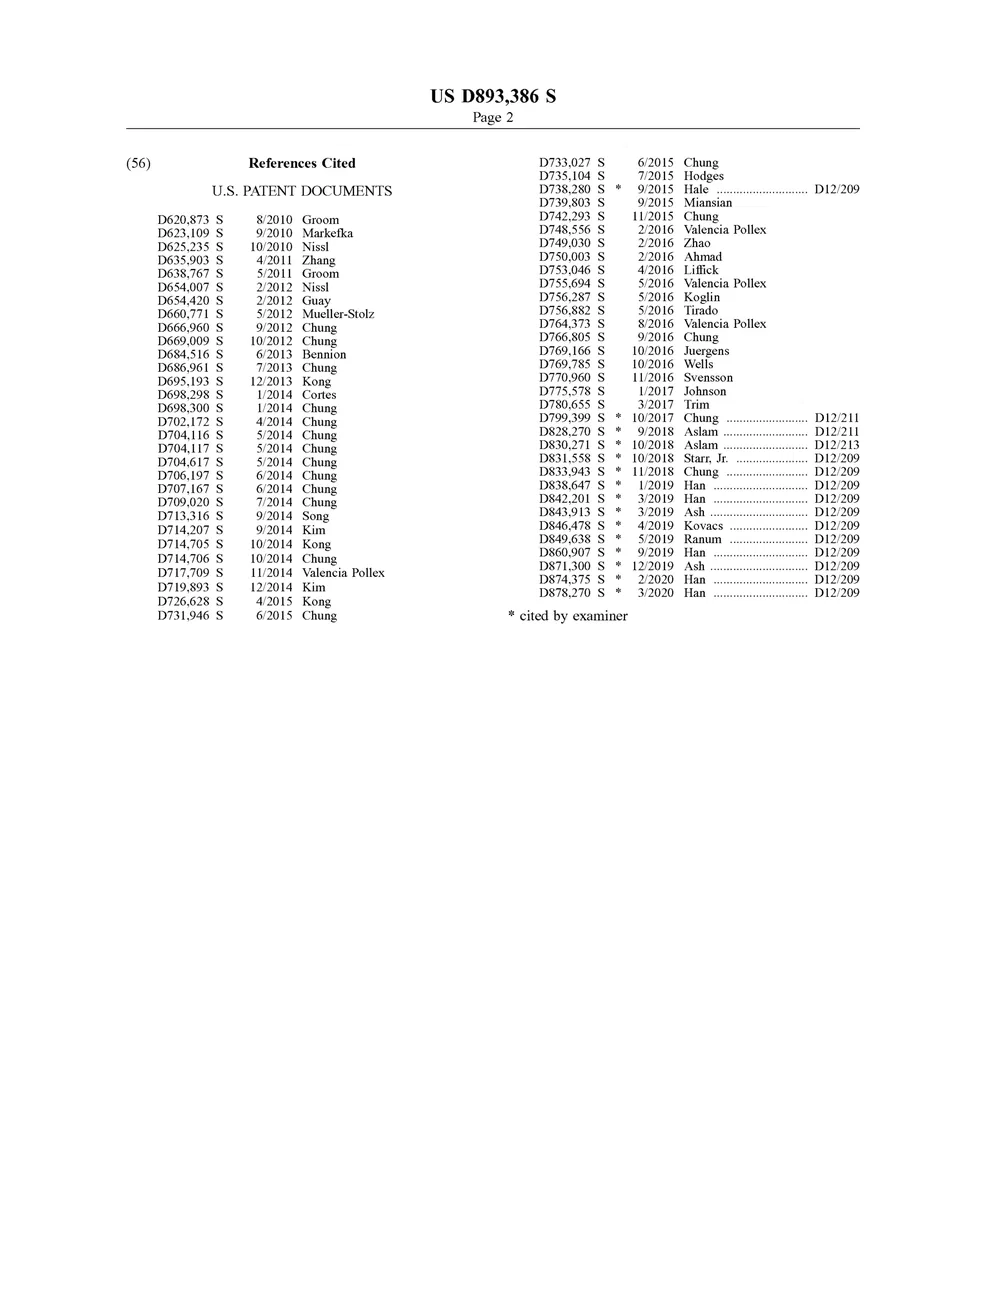 US D893,386 S
Page 2
(56) References Cited
U.S. PATENT DOCUMENTS
D620,873 S 8/2010 Groom
D623,109 S 9/2010 Markefka
D625,235 S 10/2010 Nissl
D635,903 S 4/2011 Zhang
D638,767 S 5/2011 Groom
D654,007 S 2/2012 Nissl
D654,420 S 2/2012 Guay
D660,771 S 5/2012 Mueller-Stolz
D666,960 S 9/2012 Chung
D669,009 S 10/2012 Chung
D684,516 S 6/2013 Bennion
D686,961 S 7/2013 Chung
D695,193 S 12/2013 Kong
D698,298 S 1/2014 Cortes
D698,300 S 1/2014 Chung
D702,172 S 4/2014 Chung
D704,116 S 5/2014 Chung
D704,117 S 5/2014 Chung
D704,617 S 5/2014 Chung
D706,197 S 6/2014 Chung
D707,167 S 6/2014 Chung
D709,020 S 7/2014 Chung
D713,316 S 9/2014 Song
D714,207 S 9/2014 Kim
D714,705 S 10/2014 Kong
D714,706 S 10/2014 Chung
D717,709 S 11/2014 Valencia Pollex
D719,893 S 12/2014 Kim
D726,628 S 4/2015 Kong
D731,946 S 6/2015 Chung
D733,027 S 6/2015 Chung
D735,104 S 7/2015 Hodges
D738,280 S * 9/2015 Hale ............................ D12/209
D739,803 S 9/2015 Miansian
D742,293 S 11/2015 Chung
D748,556 S 2/2016 Valencia Pollex
D749,030 S 2/2016 Zhao
D750,003 S 2/2016 Ahmad
D753,046 S 4/2016 Liffick
D755,694 S 5/2016 Valencia Pollex
D756,287 S 5/2016 Koglin
D756,882 S 5/2016 Tirado
D764,373 S 8/2016 Valencia Pollex
D766,805 S 9/2016 Chung
D769,166 S 10/2016 Juergens
D769,785 S 10/2016 Wells
D770,960 S 11/2016 Svensson
D775,578 S 1/2017 Johnson
D780,655 S 3/2017 Trim
D799,399 S * 10/2017 Chung ......................... D12/211
D828,270 S * 9/2018 Aslam .......................... D12/211
D830,271 S * 10/2018 Aslam .......................... D12/213
D831,558 S * 10/2018 Starr, Jr. ...................... D12/209
D833,943 S * 11/2018 Chung ......................... D12/209
D838,647 S * 1/2019 Han ............................. D12/209
D842,201 S * 3/2019 Han ............................. D12/209
D843,913 S * 3/2019 Ash .............................. D12/209
D846,478 S * 4/2019 Kovacs ........................ D12/209
D849,638 S * 5/2019 Ranum ........................ D12/209
D860,907 S * 9/2019 Han ............................. D12/209
D871,300 S * 12/2019 Ash .............................. D12/209
D874,375 S * 2/2020 Han ............................. D12/209
D878,270 S * 3/2020 Han ............................. D12/209
* cited by examiner